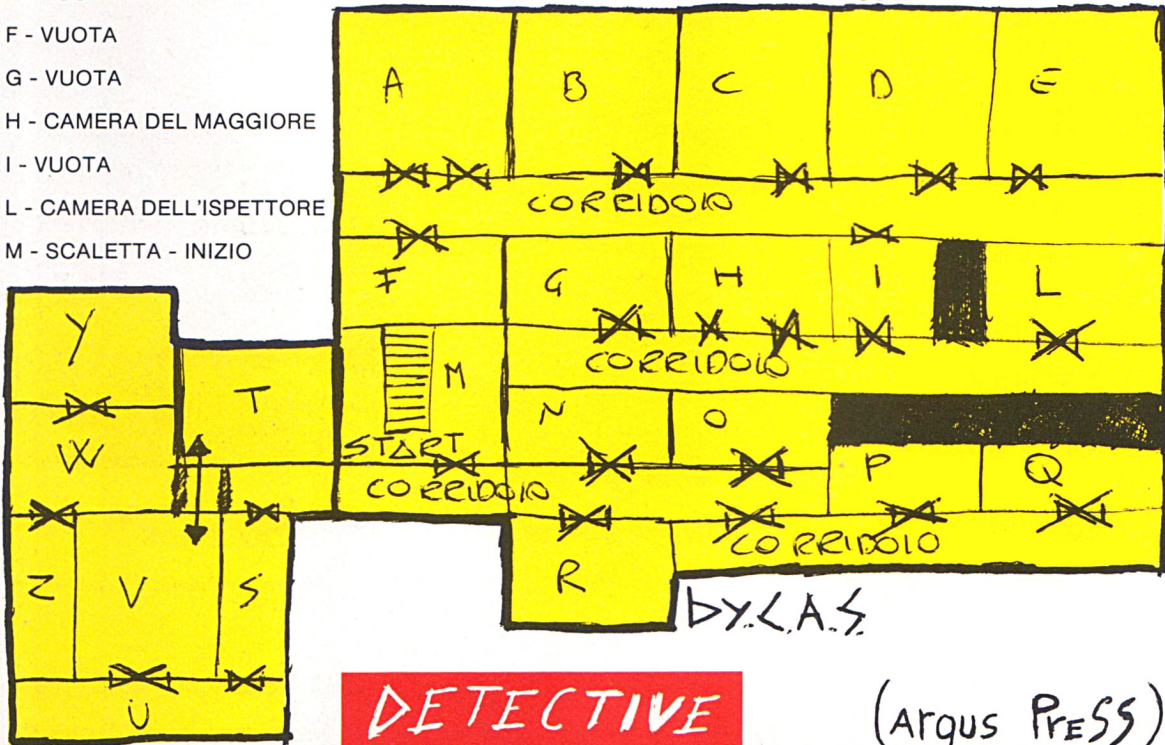 F - VUOTA
G - VUOTA
H - CAMERA DEL MAGGIORE
I - VUOTA
L - CAMERA DELL'ISPETTORE
M - SCALETTA - INIZIO
A B C D E
CORRIDOIO
F G H I L
CORRIDOIO
M
START
N O
CORRIDOIO
P Q
CORRIDOIO
R
Y
T
W
Z V S
U
by C.A.S.
DETECTIVE
(Argus PreSS)